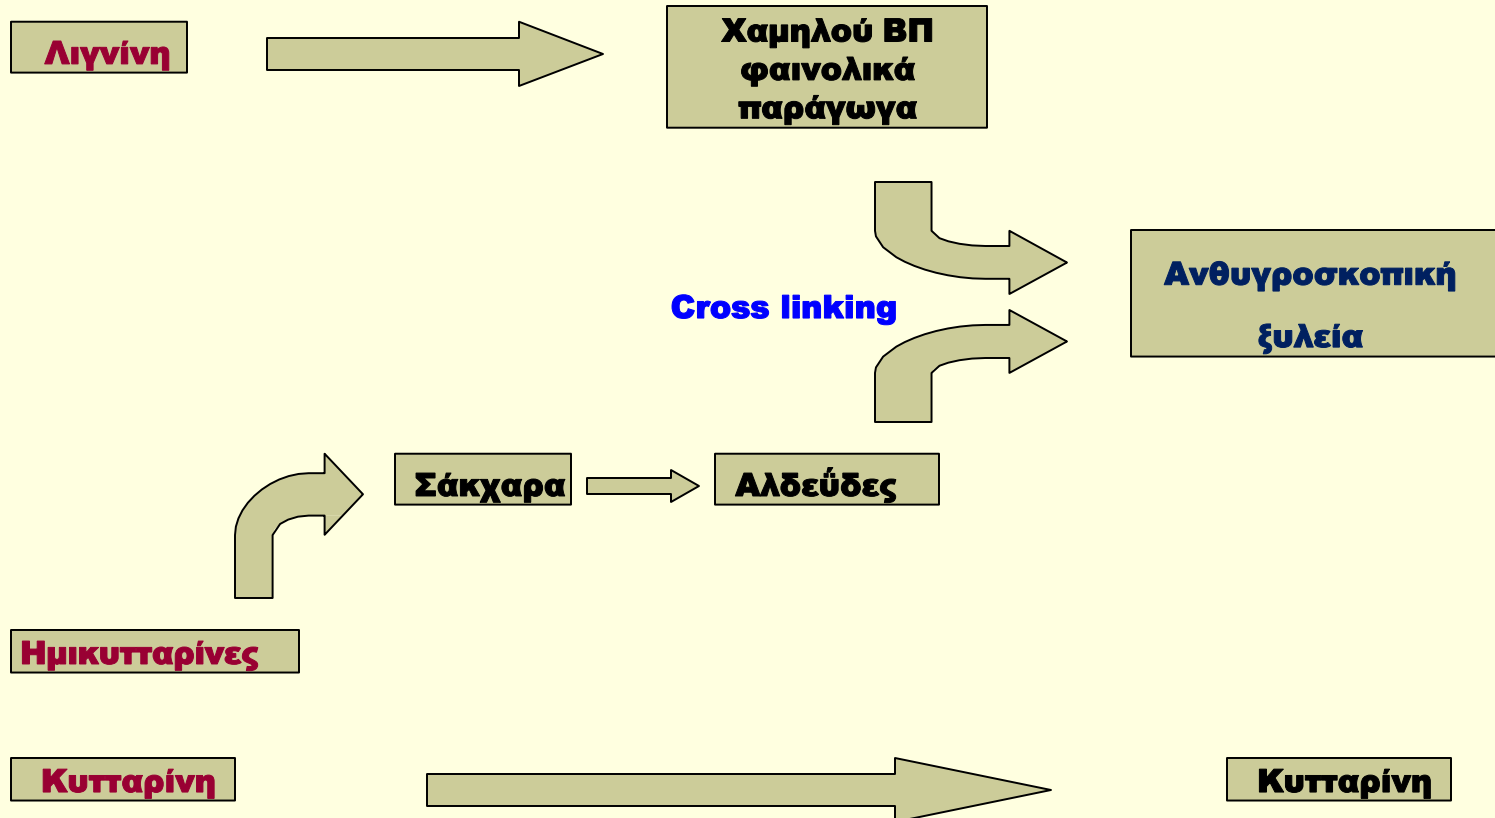 Λιγνίνη
Χαμηλού ΒΠ
φαινολικά
παράγωγα
Ανθυγροσκοπική
ξυλεία
Cross linking
Σάκχαρα
Αλδεΰδες
Ημικυτταρίνες
Κυτταρίνη
Κυτταρίνη